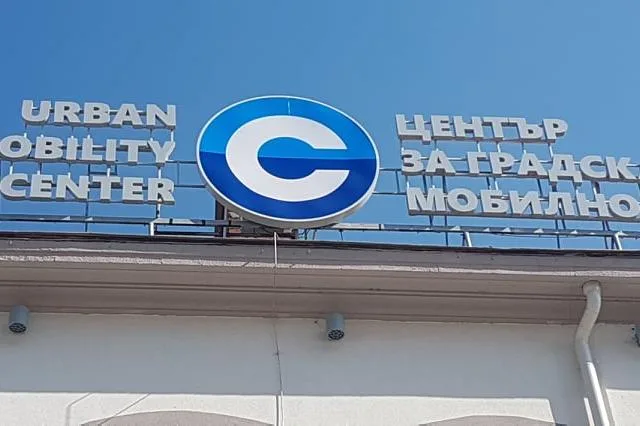 URBAN
OBILITY
CENTER
C
ЦЕНТЪР
ЗА ГРАДСК
МОБИЛНО